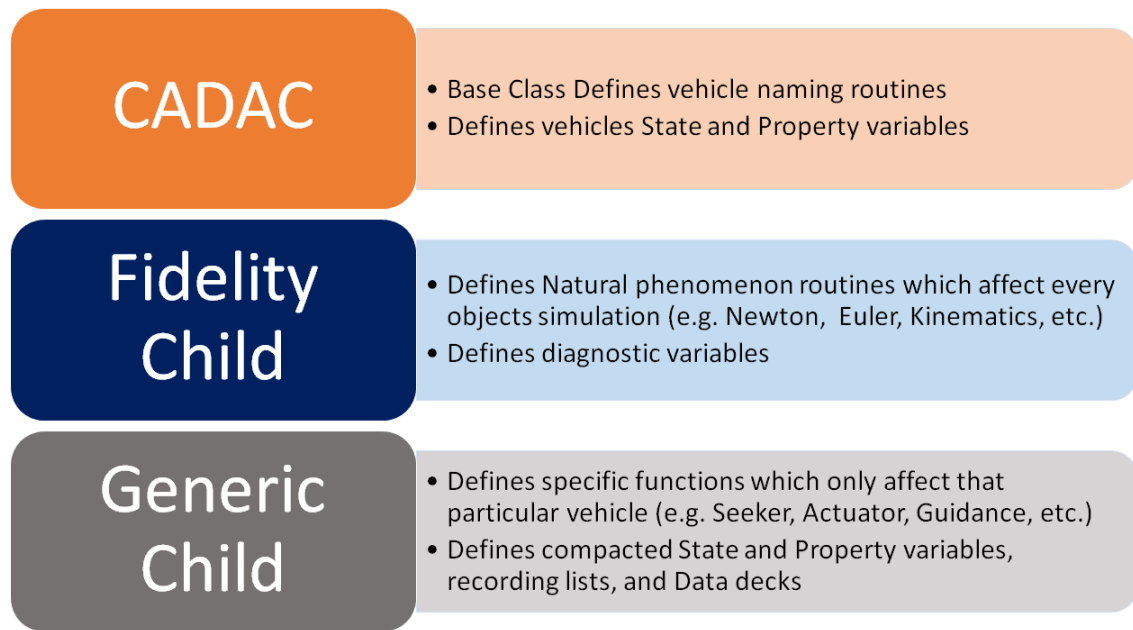 CADAC
• Base Class Defines vehicle naming routines
• Defines vehicles State and Property variables
Fidelity
Child
• Defines Natural phenomenon routines which affect every
objects simulation (e.g. Newton, Euler, Kinematics, etc.)
• Defines diagnostic variables
Generic
Child
• Defines specific functions which only affect that
particular vehicle (e.g. Seeker, Actuator, Guidance, etc.)
• Defines compacted State and Property variables,
recording lists, and Data decks